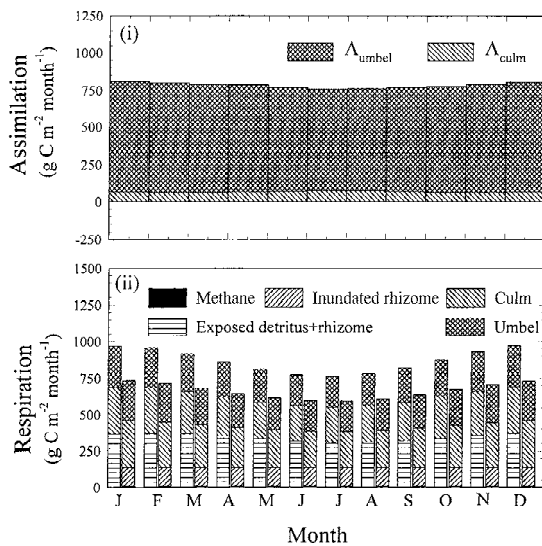 (i)
Λumbel Λculm
Assimilation
(g C m⁻² month⁻¹)
1250
1000
750
500
250
0
-250
(ii)
Methane Inundated rhizome Culm
Exposed detritus+rhizome Umbel
Respiration
(g C m⁻² month⁻¹)
1500
1250
1000
750
500
250
0
J F M A M J J A S O N D
Month